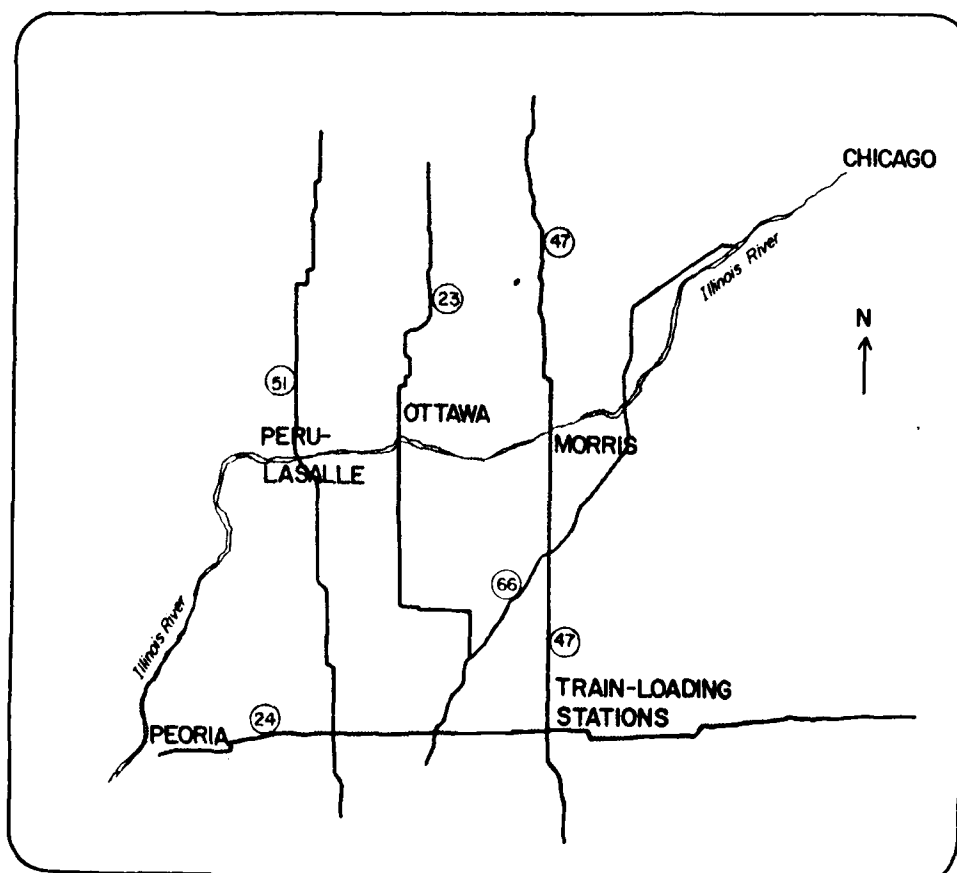 CHICAGO
47
Illinois River
23
N
51
OTTAWA
PERU-
LASALLE
MORRIS
66
Illinois River
47
TRAIN-LOADING
STATIONS
24
PEORIA